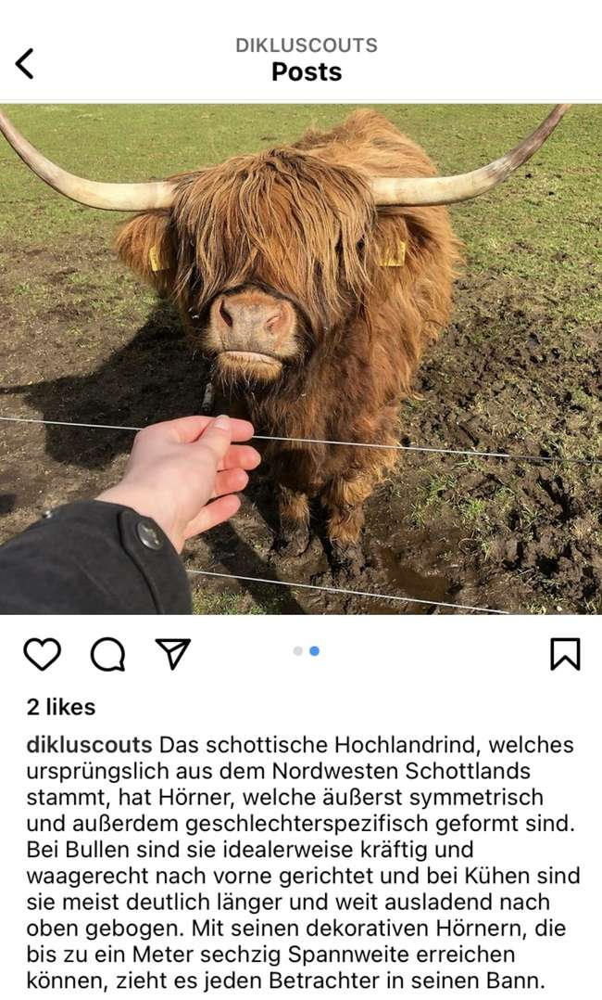 DIKLUSCOUTS
Posts
2 likes
dikluscouts Das schottische Hochlandrind, welches
ursprüngslich aus dem Nordwesten Schottlands
stammt, hat Hörner, welche äußerst symmetrisch
und außerdem geschlechterspezifisch geformt sind.
Bei Bullen sind sie idealerweise kräftig und
waagerecht nach vorne gerichtet und bei Kühen sind
sie meist deutlich länger und weit ausladend nach
oben gebogen. Mit seinen dekorativen Hörnern, die
bis zu ein Meter sechzig Spannweite erreichen
können, zieht es jeden Betrachter in seinen Bann.